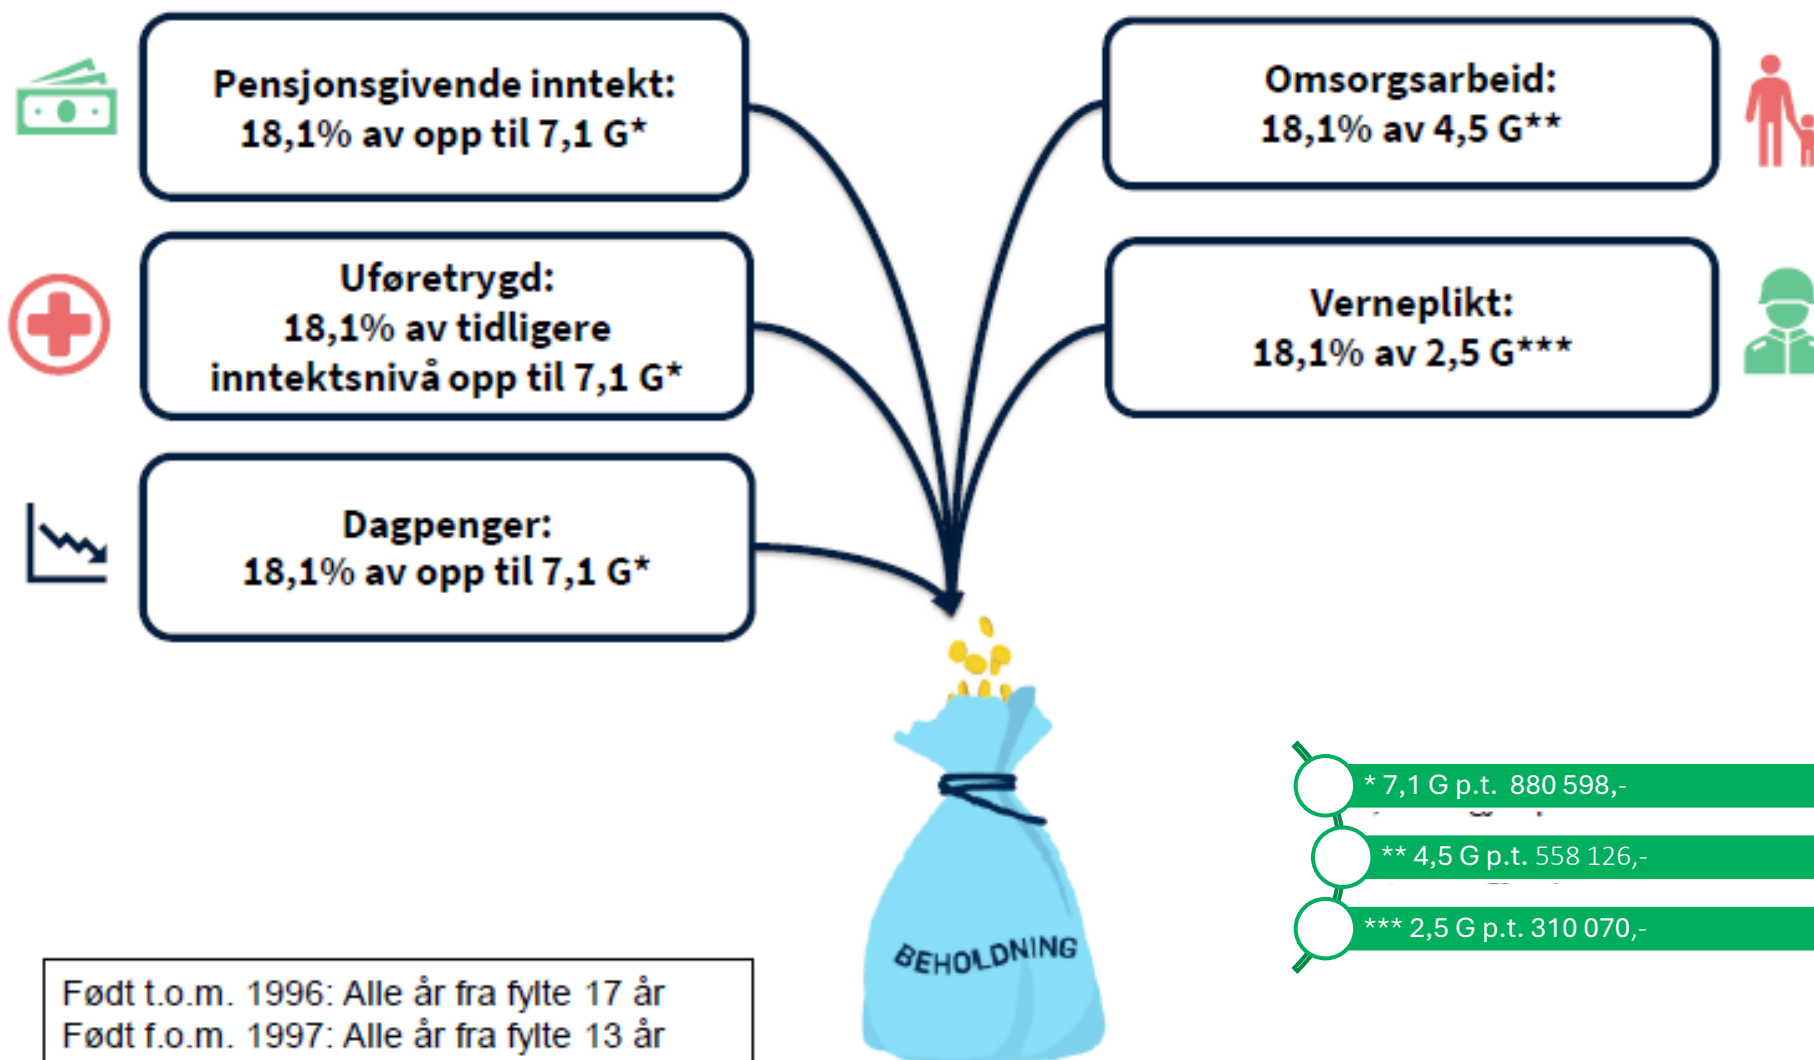 Pensjonsgivende inntekt:
18,1% av opp til 7,1 G*
Uføretrygd:
18,1% av tidligere
inntektsnivå opp til 7,1 G*
Dagpenger:
18,1% av opp til 7,1 G*
Omsorgsarbeid:
18,1% av 4,5 G**
Verneplikt:
18,1% av 2,5 G***
BEHOLDNING
* 7,1 G p.t. 880 598,-
** 4,5 G p.t. 558 126,-
*** 2,5 G p.t. 310 070,-
Født t.o.m. 1996: Alle år fra fylte 17 år
Født f.o.m. 1997: Alle år fra fylte 13 år